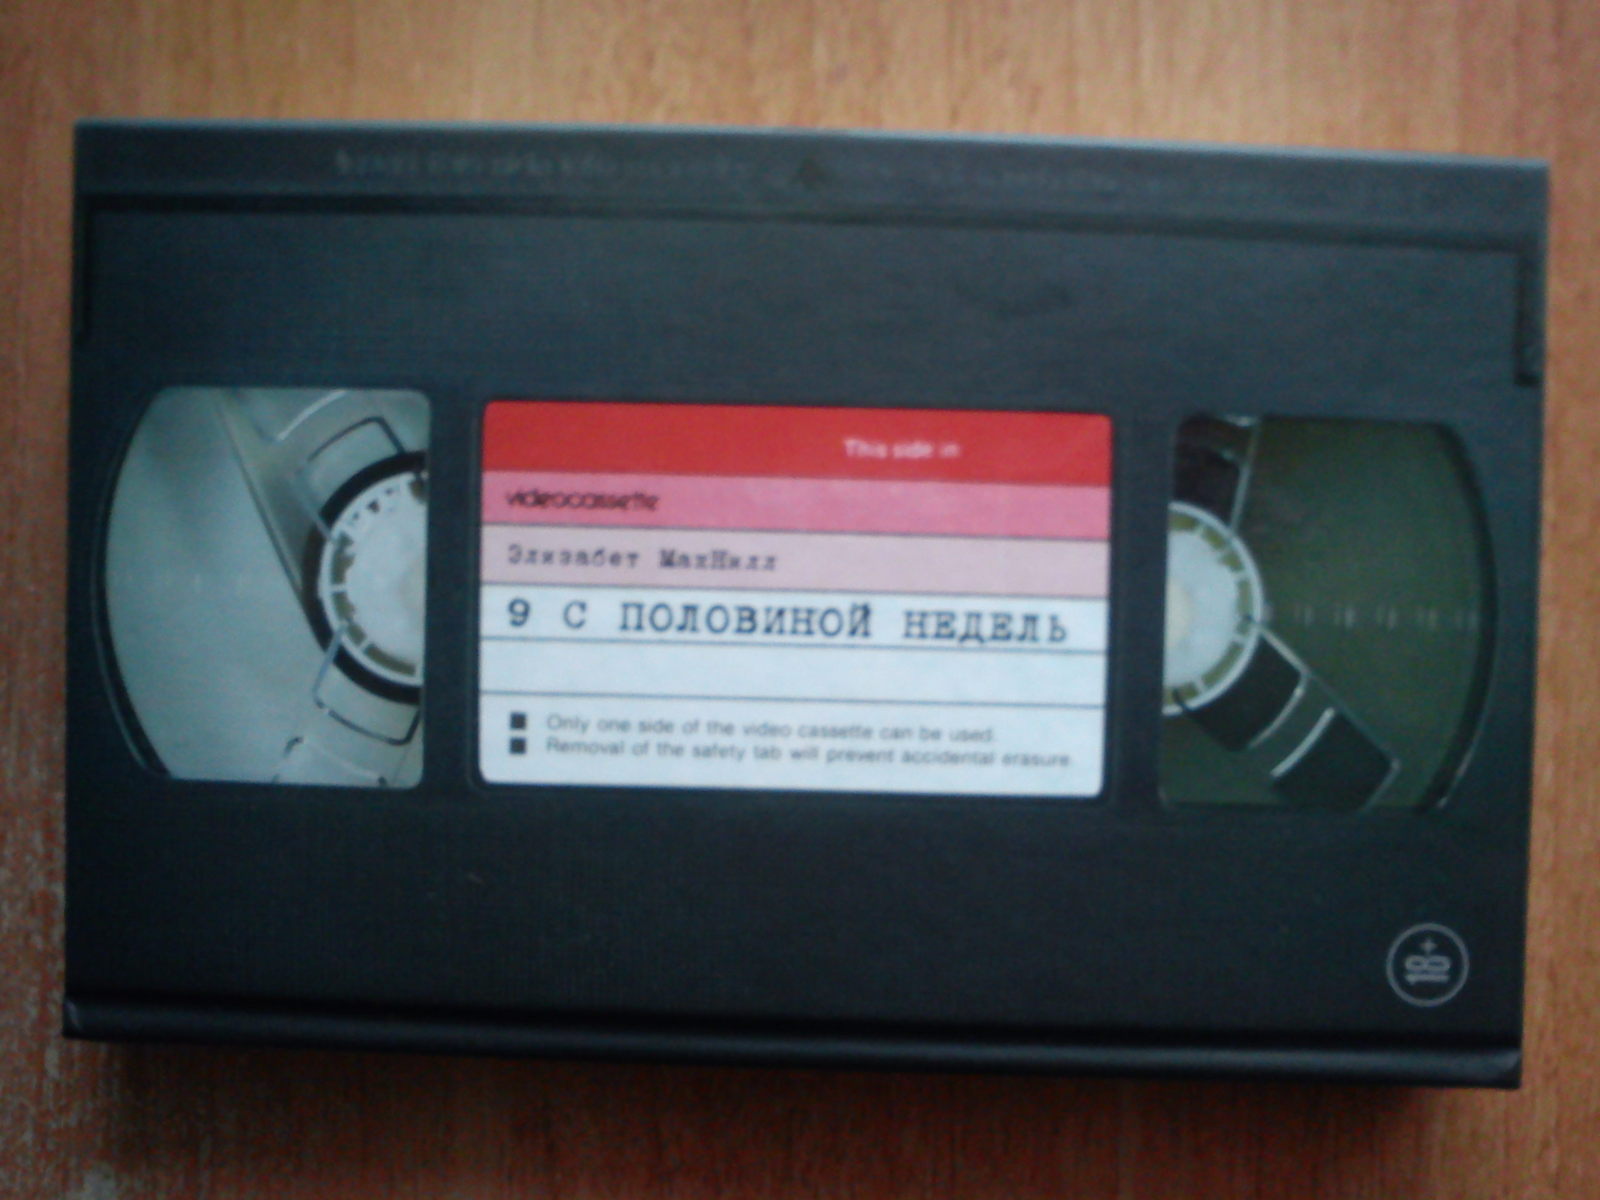 This side in
videocassette
Элизабет МакНилл
9 С ПОЛОВИНОЙ НЕДЕЛЬ
Only one side of the video cassette can be used.
Removal of the safety tab will prevent accidental erasure.
18+